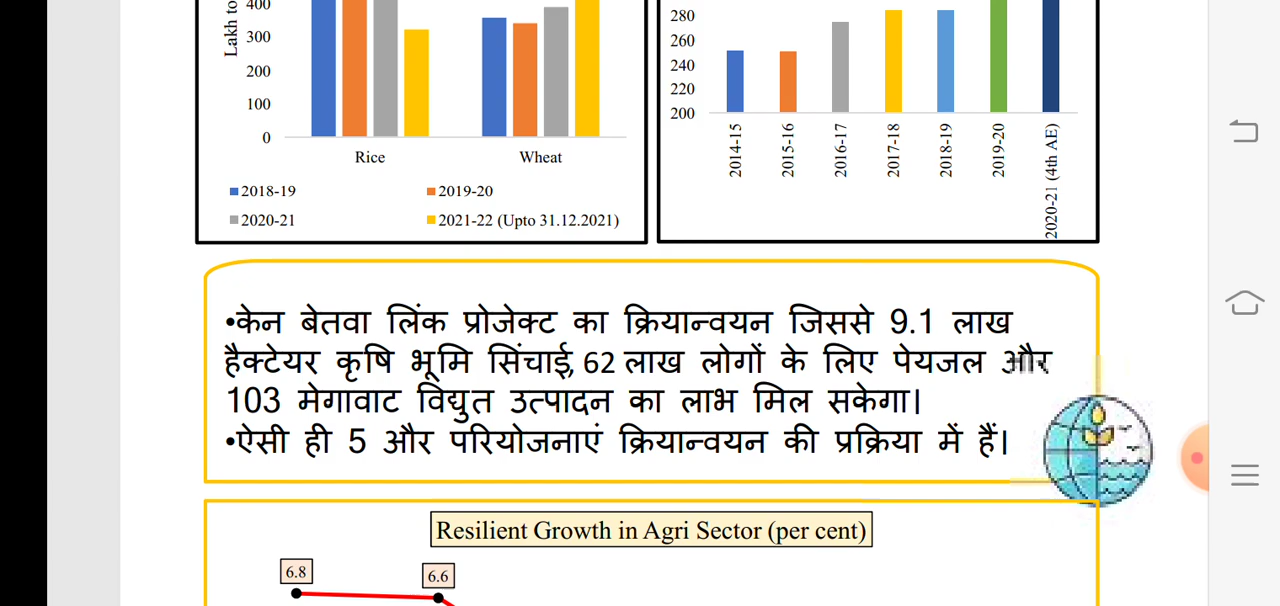 Lakh to
400
300
200
100
0
Rice
Wheat
2018-19
2019-20
2020-21
2021-22 (Upto 31.12.2021)
280
260
240
220
200
2014-15
2015-16
2016-17
2017-18
2018-19
2019-20
2020-21 (4th AE)
•केन बेतवा लिंक प्रोजेक्ट का क्रियान्वयन जिससे 9.1 लाख
हैक्टेयर कृषि भूमि सिंचाई, 62 लाख लोगों के लिए पेयजल और
103 मेगावाट विद्युत उत्पादन का लाभ मिल सकेगा।
•ऐसी ही 5 और परियोजनाएं क्रियान्वयन की प्रक्रिया में हैं।
Resilient Growth in Agri Sector (per cent)
6.8
6.6